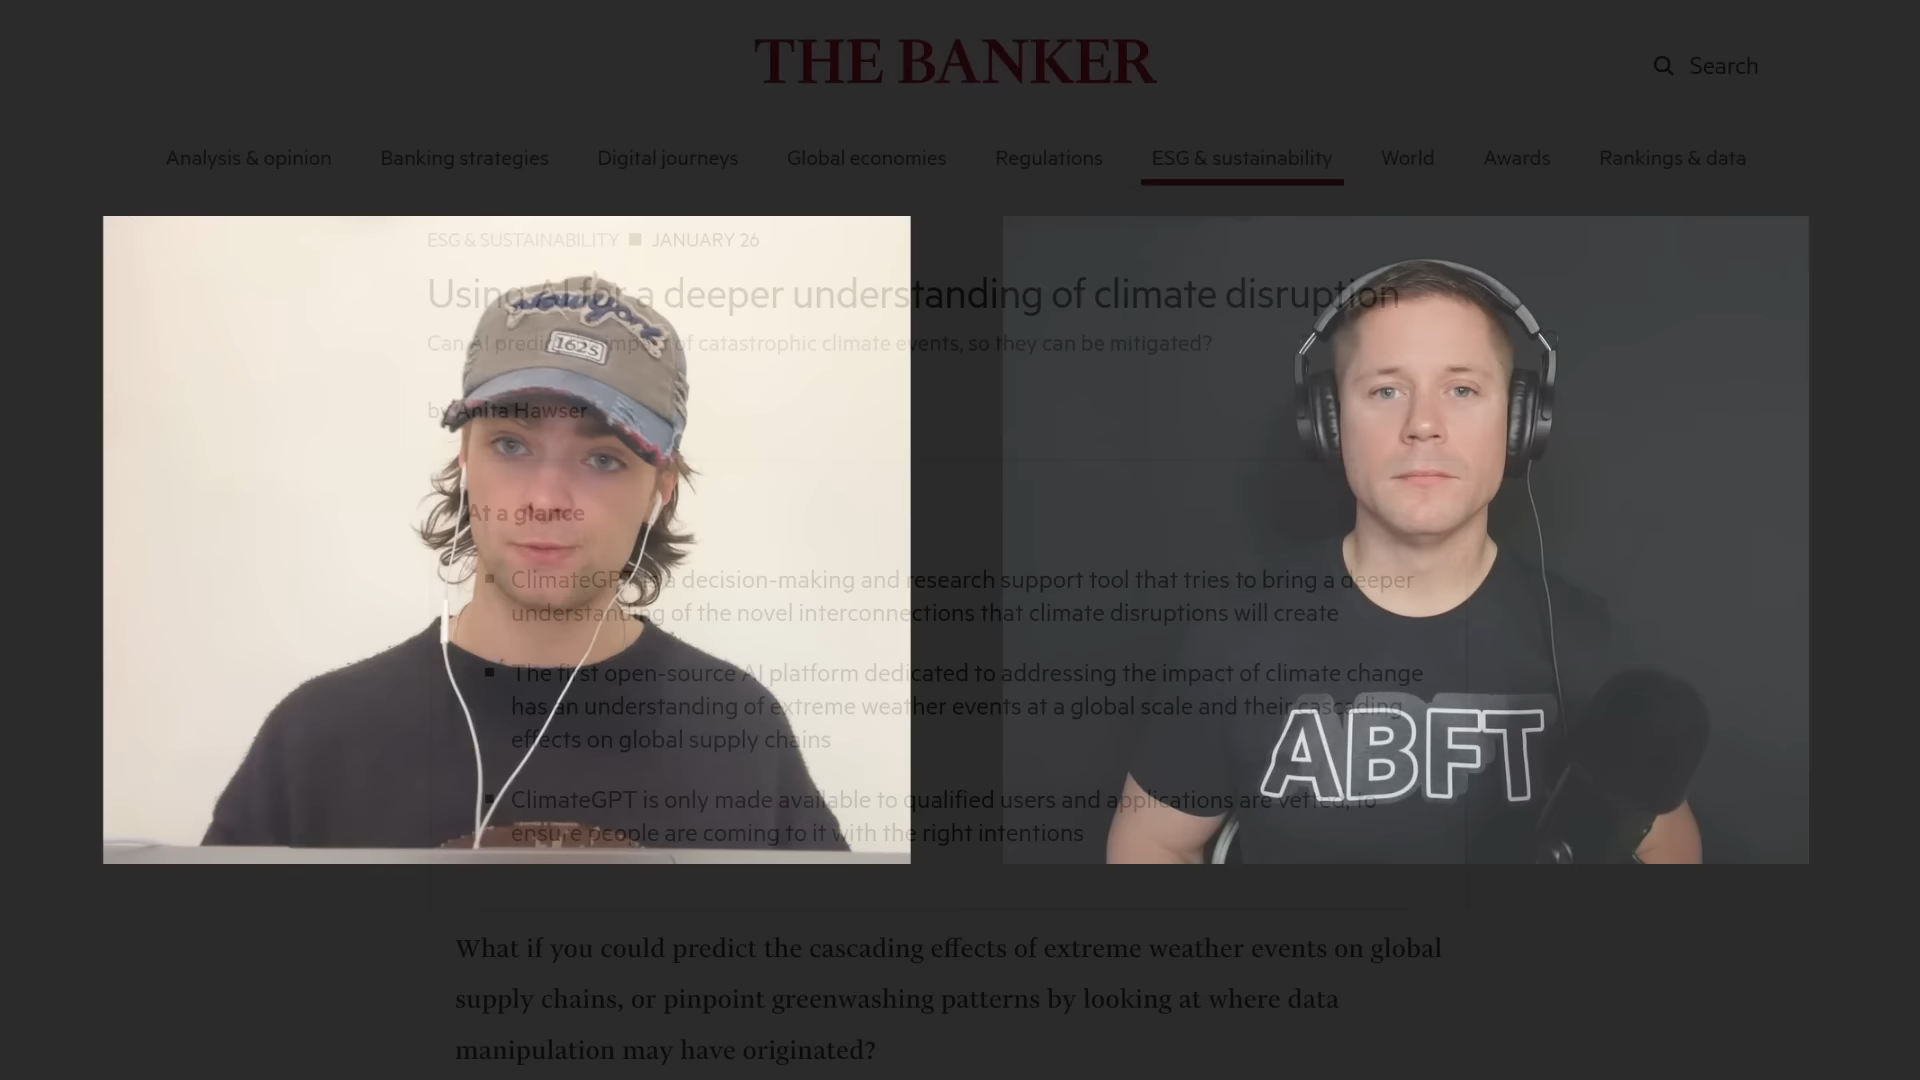 THE BANKER
Search
Analysis & opinion Banking strategies Digital journeys Global economies Regulations ESG & sustainability World Awards Rankings & data
ESG & SUSTAINABILITY ■ JANUARY 26
Using AI for a deeper understanding of climate disruption
Can AI predict impact of catastrophic climate events, so they can be mitigated?
New York
1625
by Anita Hawser
At a glance
ClimateGPT is a decision-making and research support tool that tries to bring a deeper
understanding of the novel interconnections that climate disruptions will create
The first open-source AI platform dedicated to addressing the impact of climate change
has an understanding of extreme weather events at a global scale and their cascading
effects on global supply chains
ABFT
ClimateGPT is only made available to qualified users and applications are vetted, to
ensure people are coming to it with the right intentions
What if you could predict the cascading effects of extreme weather events on global
supply chains, or pinpoint greenwashing patterns by looking at where data
manipulation may have originated?